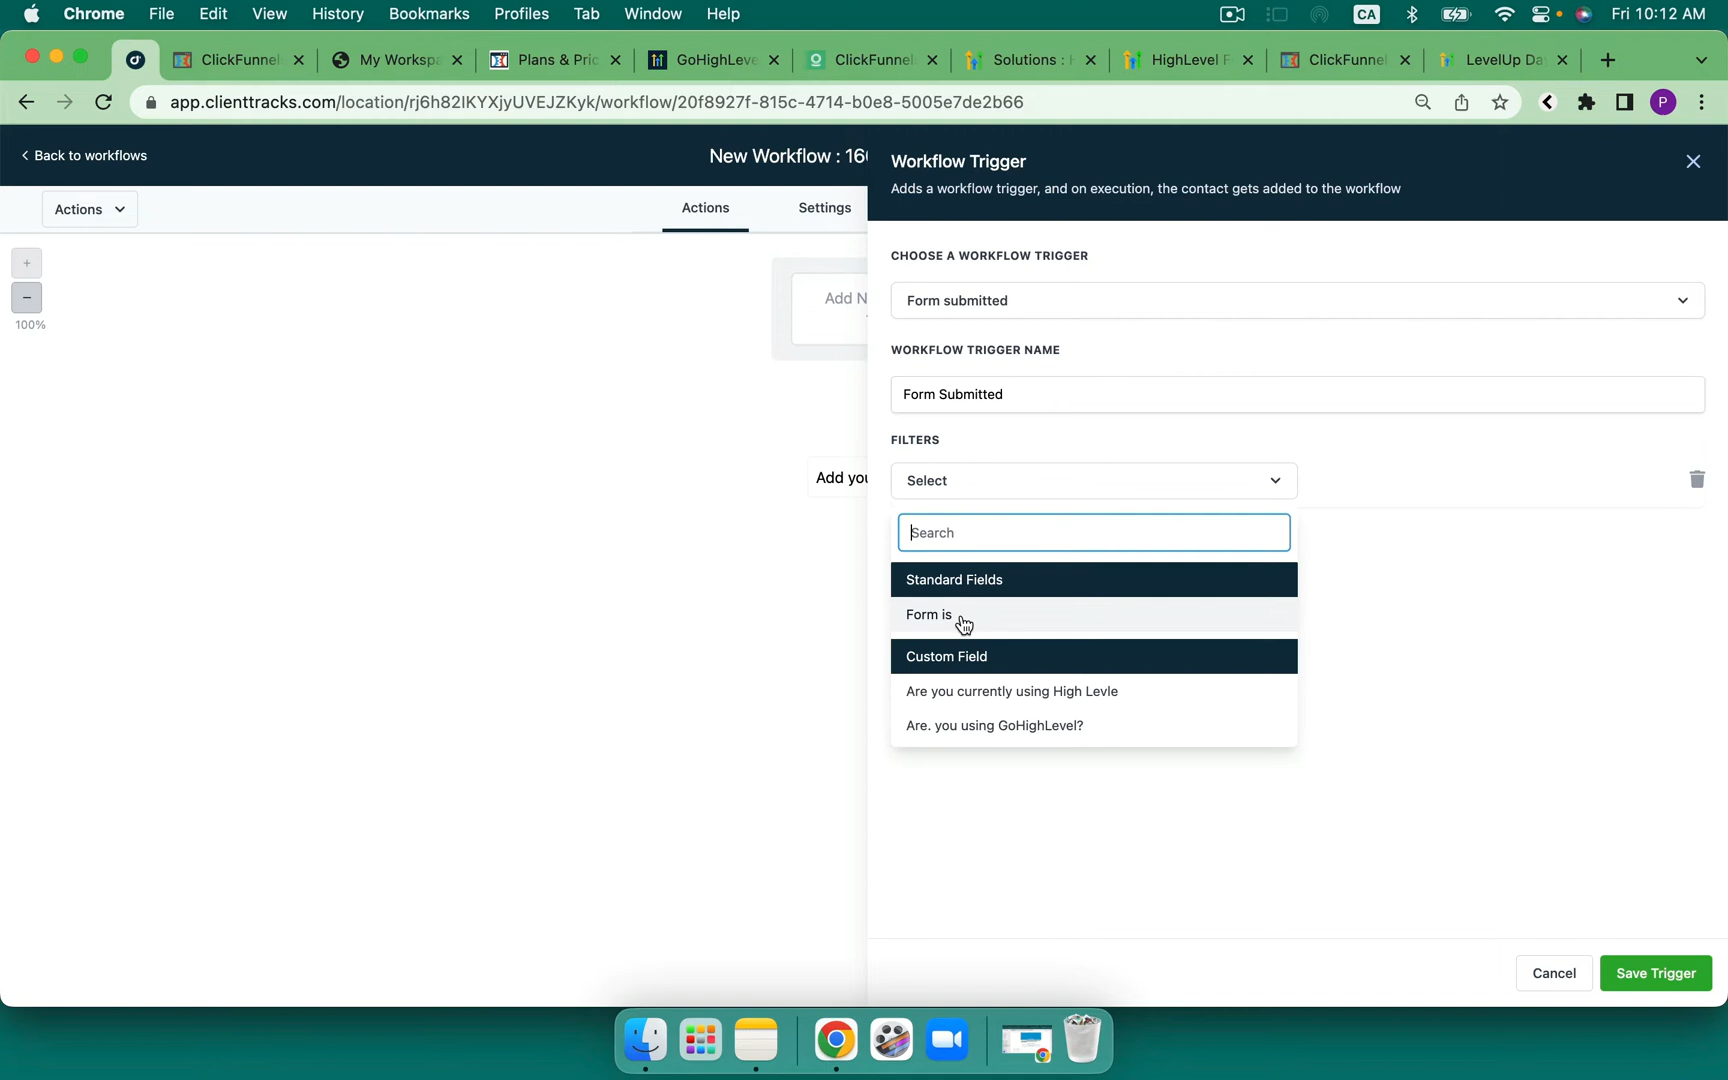 Chrome File Edit View History Bookmarks Profiles Tab Window Help CA Fri 10:12 AM
ClickFunnel My Workspa Plans & Pric GoHighLeve ClickFunnel Solutions : HighLevel F ClickFunnel LevelUp Da
app.clienttracks.com/location/rj6h82IKYXjyUVEJZKyk/workflow/20f8927f-815c-4714-b0e8-5005e7de2b66 P
Back to workflows
New Workflow : 16
Workflow Trigger
Adds a workflow trigger, and on execution, the contact gets added to the workflow
Actions
Actions Settings
+
−
100%
Add N
Add you
CHOOSE A WORKFLOW TRIGGER
Form submitted
WORKFLOW TRIGGER NAME
Form Submitted
FILTERS
Select
Search
Standard Fields
Form is
Custom Field
Are you currently using High Levle
Are. you using GoHighLevel?
Cancel Save Trigger